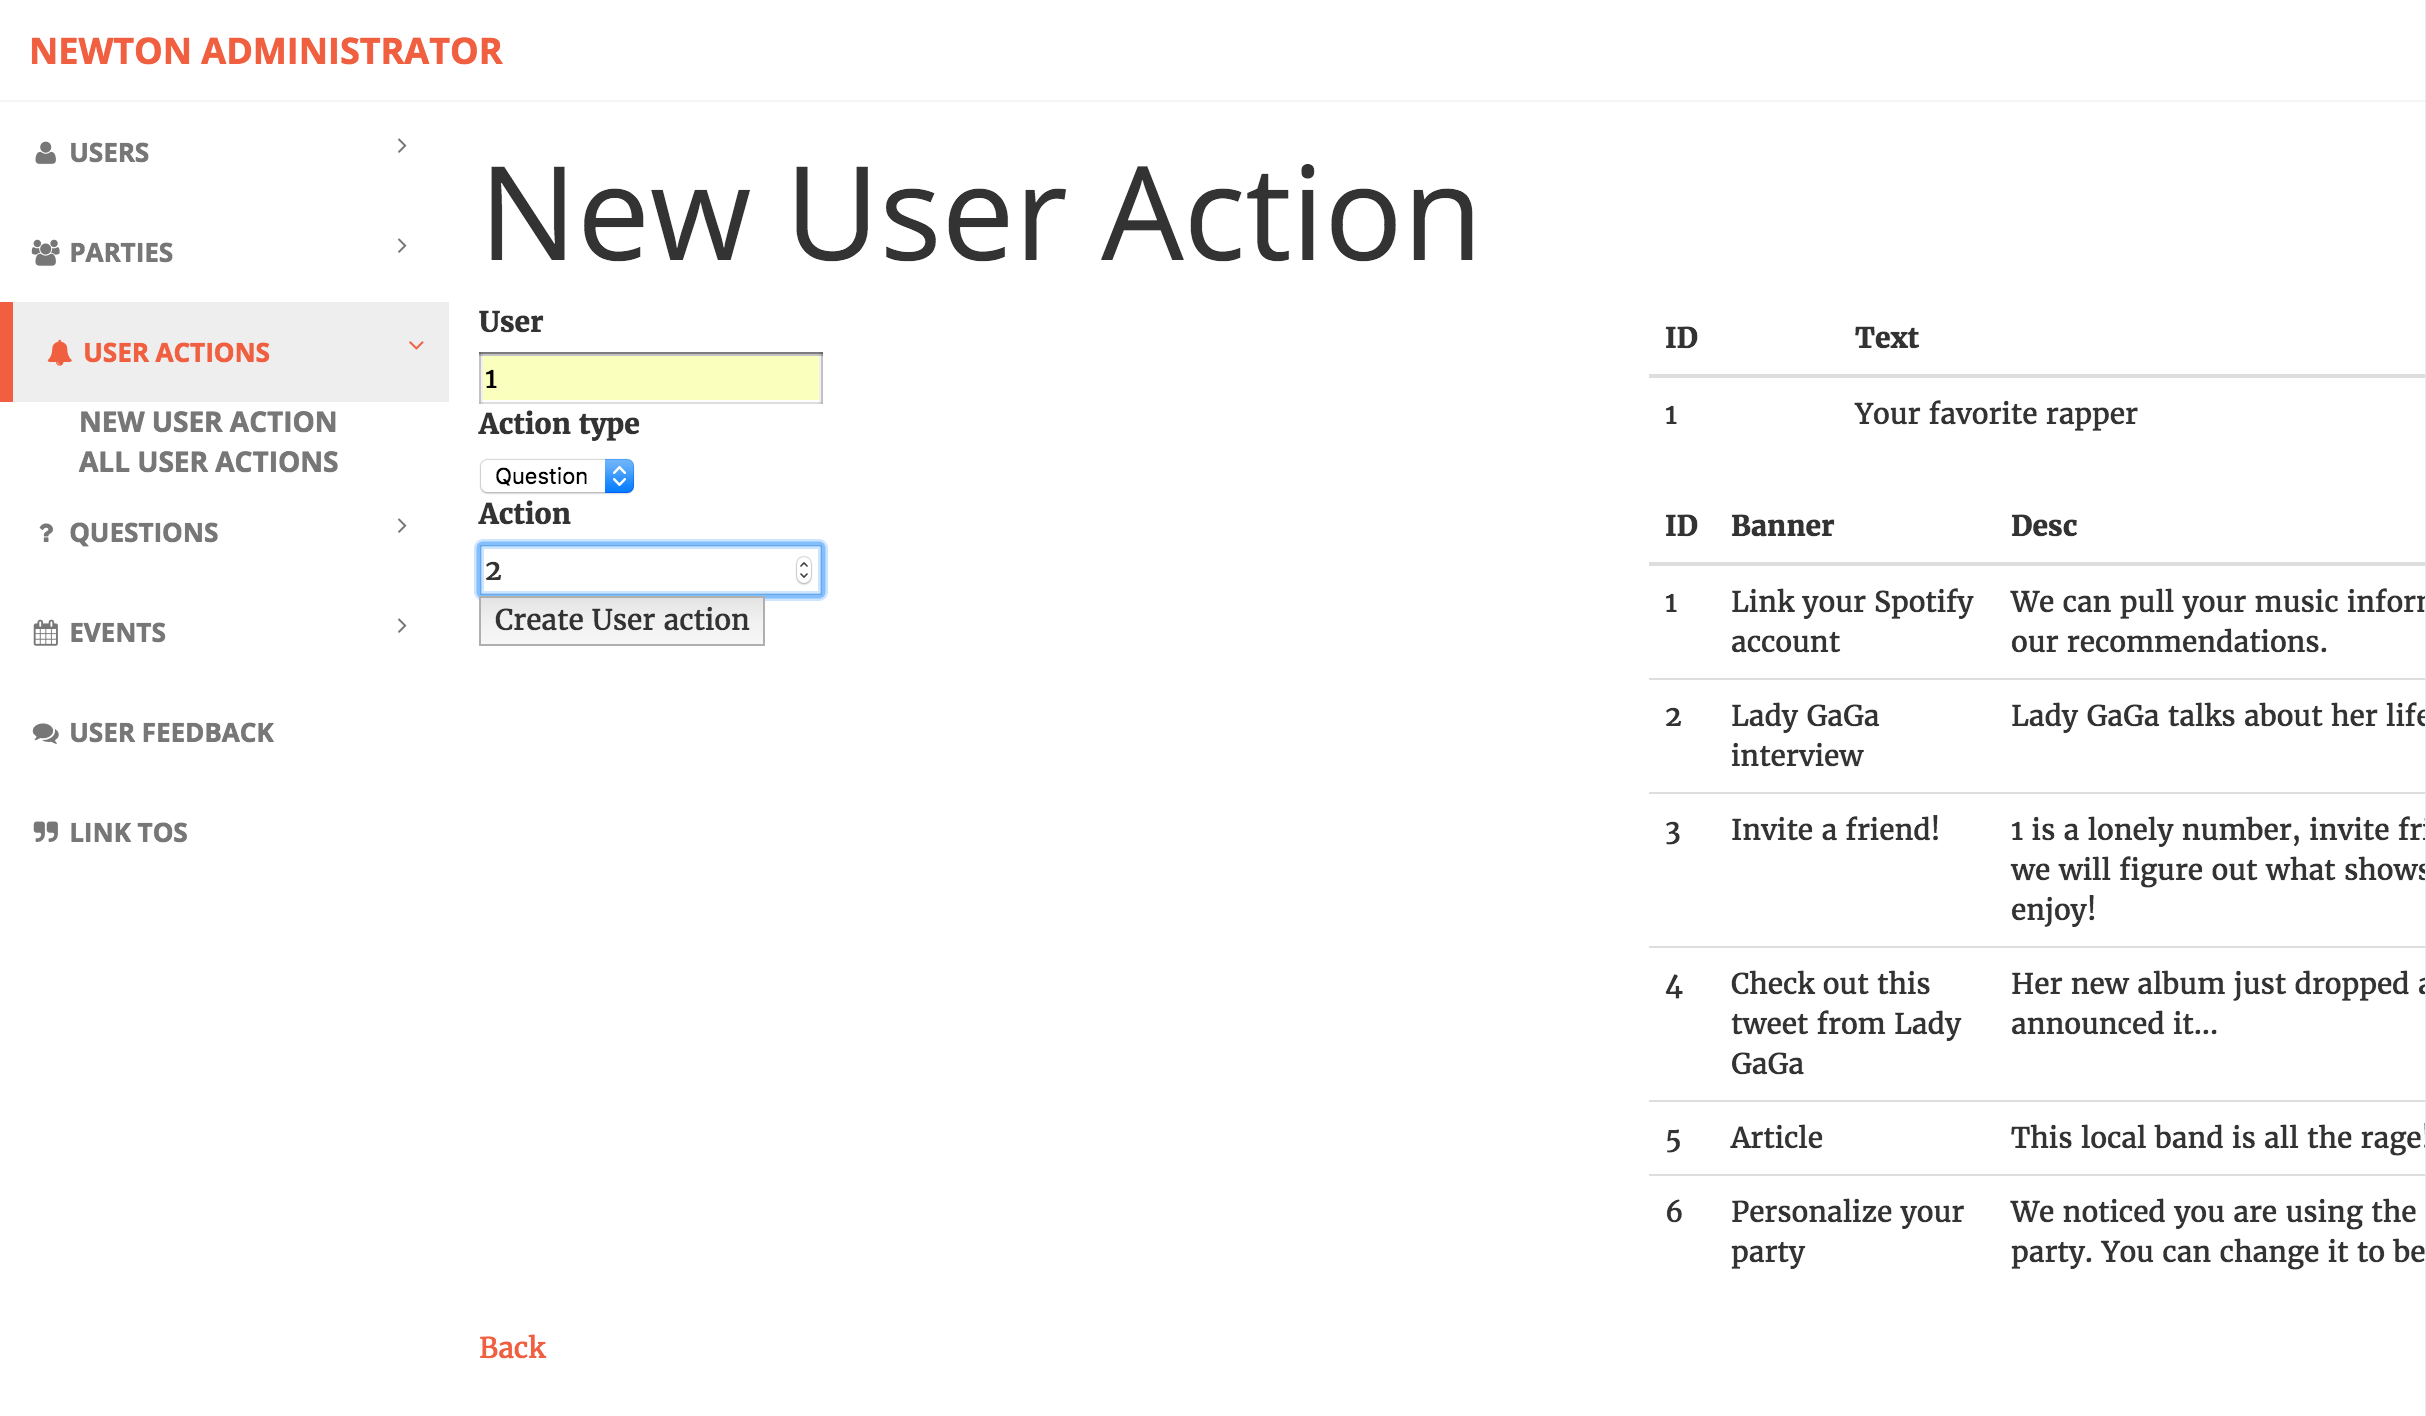 NEWTON ADMINISTRATOR
USERS
PARTIES
USER ACTIONS
NEW USER ACTION
ALL USER ACTIONS
? QUESTIONS
EVENTS
USER FEEDBACK
LINK TOS
New User Action
User
1
Action type
Question
Action
2
Create User action
ID Text
1 Your favorite rapper
ID Banner Desc
1 Link your Spotify We can pull your music
account our recommendations.
2 Lady GaGa Lady GaGa talks about her
interview
3 Invite a friend! 1 is a lonely number, invite
we will figure out what shows
enjoy!
4 Check out this Her new album just dropped
tweet from Lady announced it...
GaGa
5 Article This local band is all the rage!
6 Personalize your We noticed you are using the
party party. You can change it to be
Back